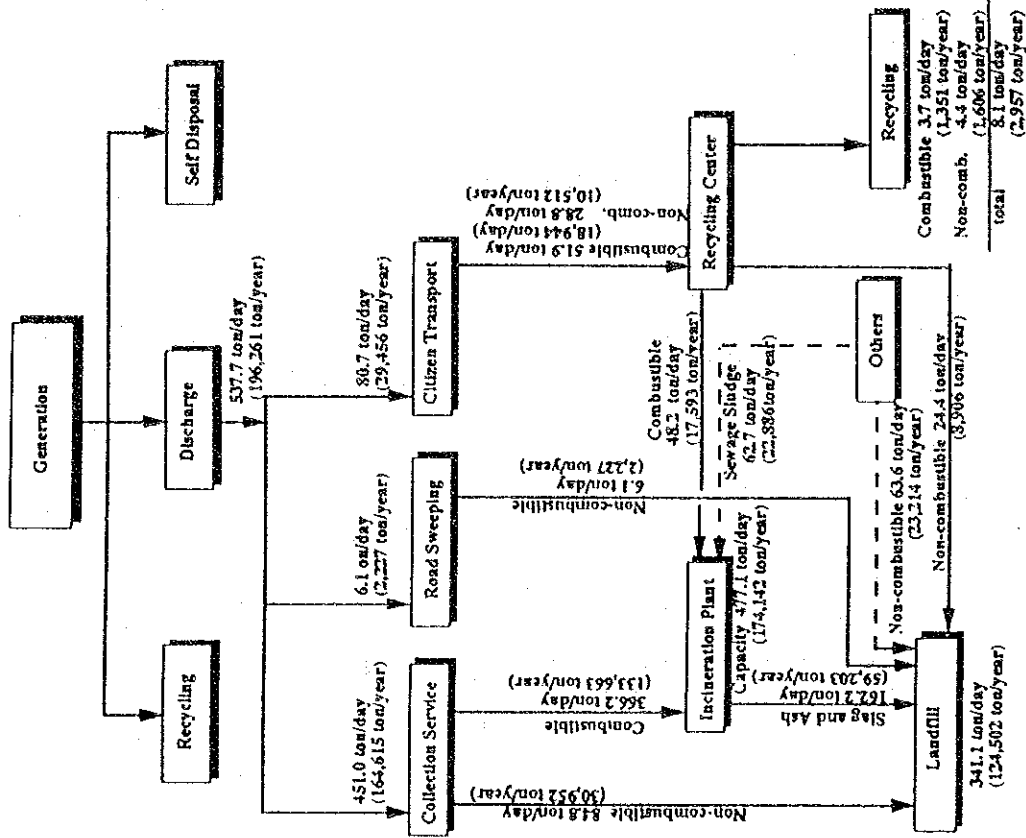 Generation
Recycling
Discharge
Self Disposal
537.7 ton/day
(196,261 ton/year)
451.0 ton/day
(164,615 ton/year)
6.1 on/day
(2,227 ton/year)
80.7 ton/day
(29,456 ton/year)
Collection Service
Road Sweeping
Citizen Transport
Non-combustible 84.8 ton/day
(30,952 ton/year)
Combustible
366.2 ton/day
(133,663 ton/year)
Non-combustible
6.1 ton/day
(2,227 ton/year)
Combustible 51.9 ton/day
(18,944 ton/day)
Non-comb. 28.8 ton/day
(10,512 ton/year)
Incineration Plant
Capacity 477.1 ton/day
(174,142 ton/year)
Combustible
48.2 ton/day
(17,593 ton/year)
Sewage Sludge
62.7 ton/day
(22,886ton/year)
Recycling Center
Slag and Ash
162.2 ton/day
(59,203 ton/year)
Others
Non-combustible 63.6 ton/day
(23,214 ton/year)
Non-combustible 24.4 ton/day
(8,906 ton/year)
Landfill
341.1 ton/day
(124,502 ton/year)
Recycling
Combustible 3.7 ton/day
(1,351 ton/year)
Non-comb. 4.4 ton/day
(1,606 ton/year)
total 8.1 ton/day
(2,957 ton/year)